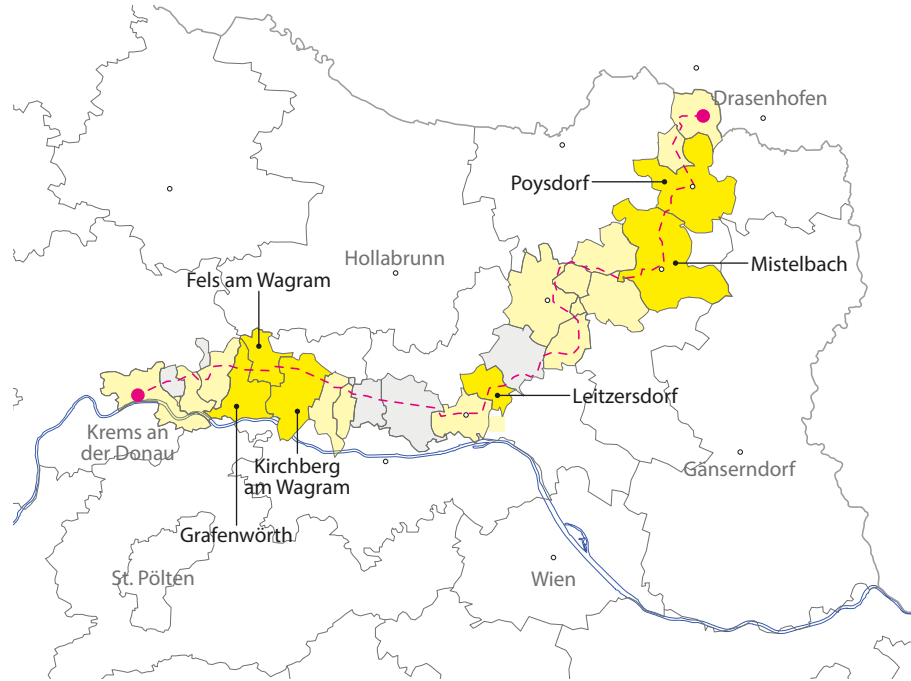 Drasenhofen
Poysdorf
Hollabrunn
Mistelbach
Fels am Wagram
Leitzersdorf
Krems an
der Donau
Kirchberg
am Wagram
Gänserndorf
Grafenwörth
St. Pölten
Wien